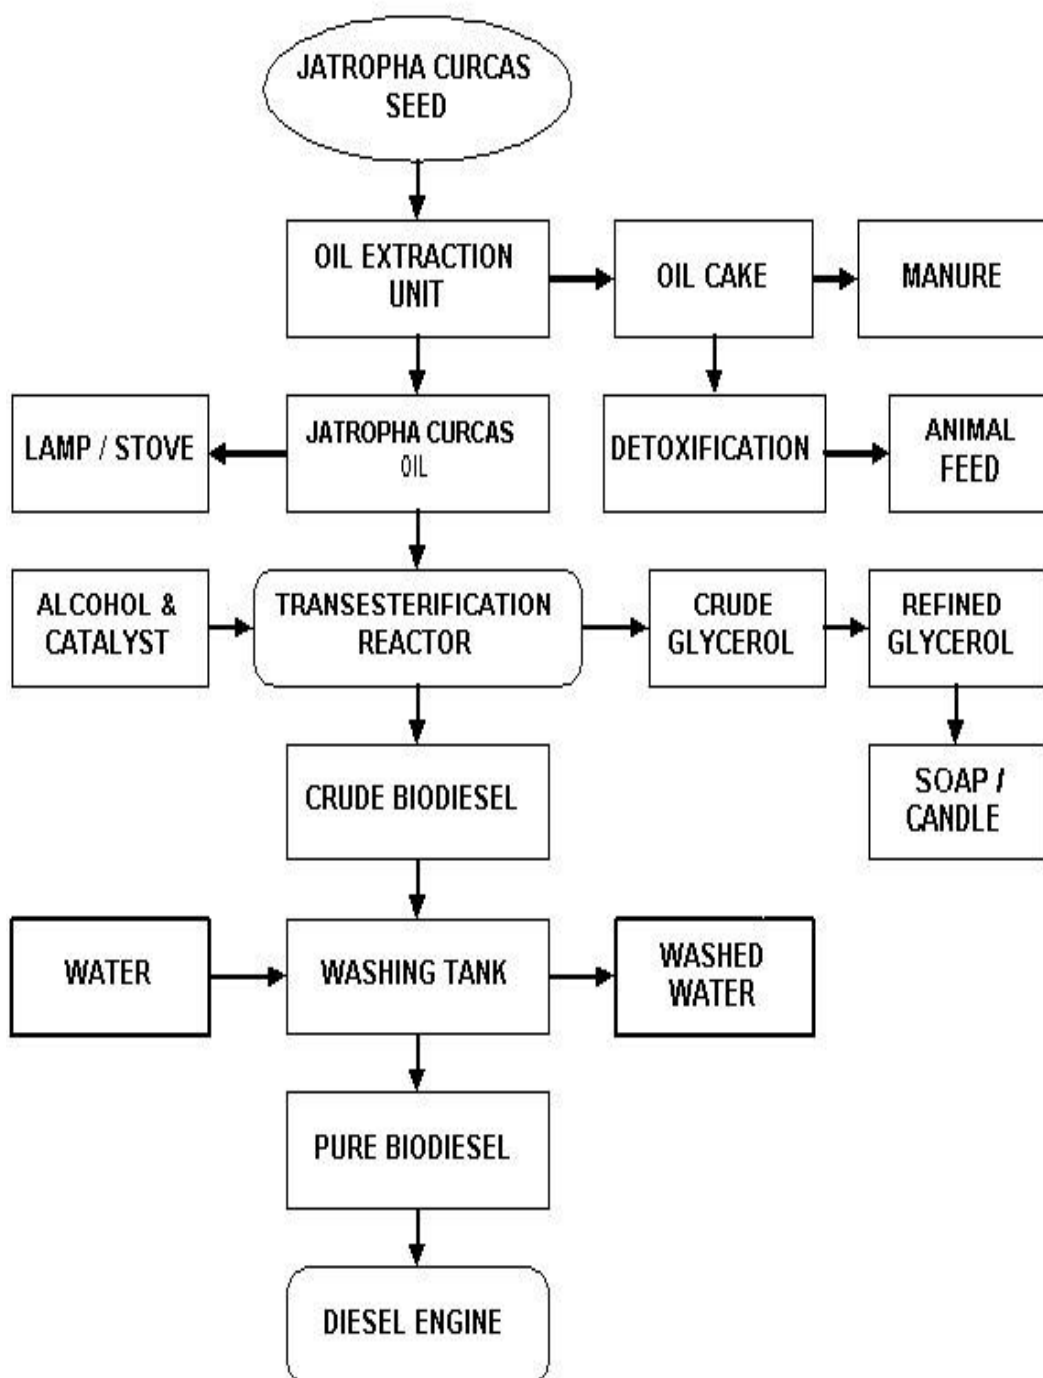 JATROPHA CURCAS
SEED
OIL EXTRACTION
UNIT
OIL CAKE
MANURE
LAMP / STOVE
JATROPHA CURCAS
OIL
DETOXIFICATION
ANIMAL
FEED
ALCOHOL &
CATALYST
TRANSESTERIFICATION
REACTOR
CRUDE
GLYCEROL
REFINED
GLYCEROL
CRUDE BIODIESEL
SOAP /
CANDLE
WATER
WASHING TANK
WASHED
WATER
PURE BIODIESEL
DIESEL ENGINE